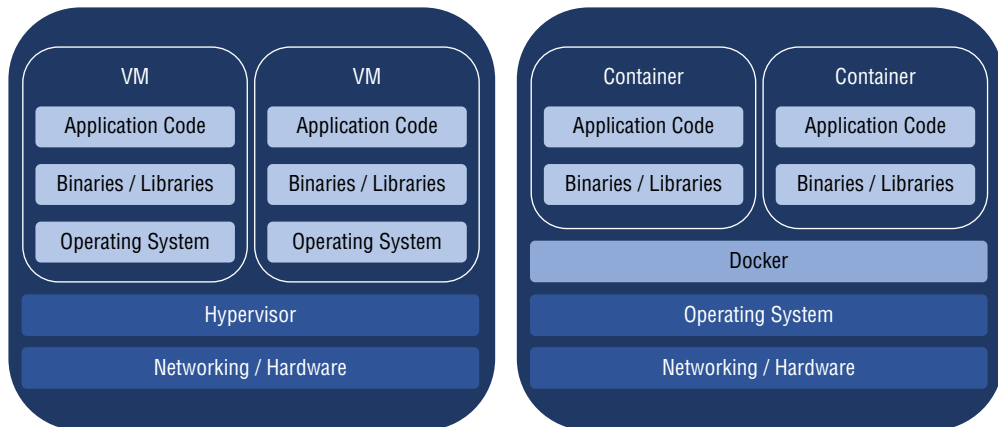 VM
Application Code
Binaries / Libraries
Operating System
VM
Application Code
Binaries / Libraries
Operating System
Hypervisor
Networking / Hardware
Container
Application Code
Binaries / Libraries
Container
Application Code
Binaries / Libraries
Docker
Operating System
Networking / Hardware